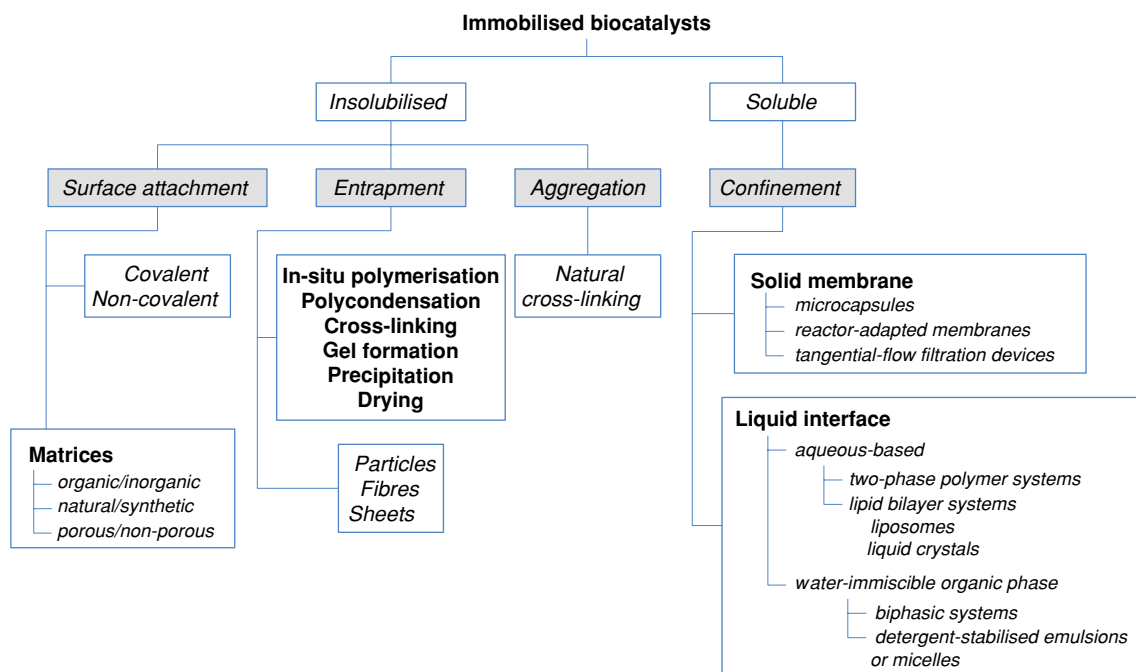 Immobilised biocatalysts
Insolubilised
Soluble
Surface attachment
Entrapment
Aggregation
Confinement
Covalent
Non-covalent
In-situ polymerisation
Polycondensation
Cross-linking
Gel formation
Precipitation
Drying
Natural
cross-linking
Solid membrane
microcapsules
reactor-adapted membranes
tangential-flow filtration devices
Matrices
organic/inorganic
natural/synthetic
porous/non-porous
Particles
Fibres
Sheets
Liquid interface
aqueous-based
two-phase polymer systems
lipid bilayer systems
liposomes
liquid crystals
water-immiscible organic phase
biphasic systems
detergent-stabilised emulsions
or micelles